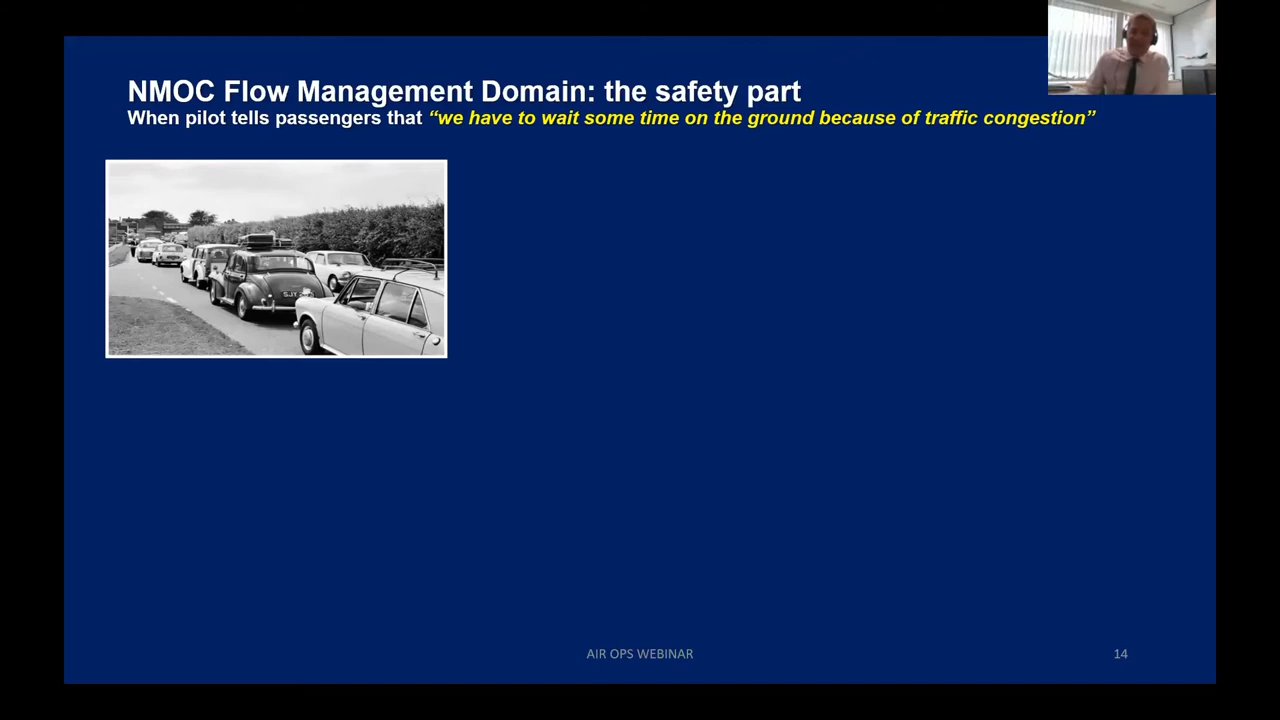 NMOC Flow Management Domain: the safety part
When pilot tells passengers that “we have to wait some time on the ground because of traffic congestion”
AIR OPS WEBINAR
14